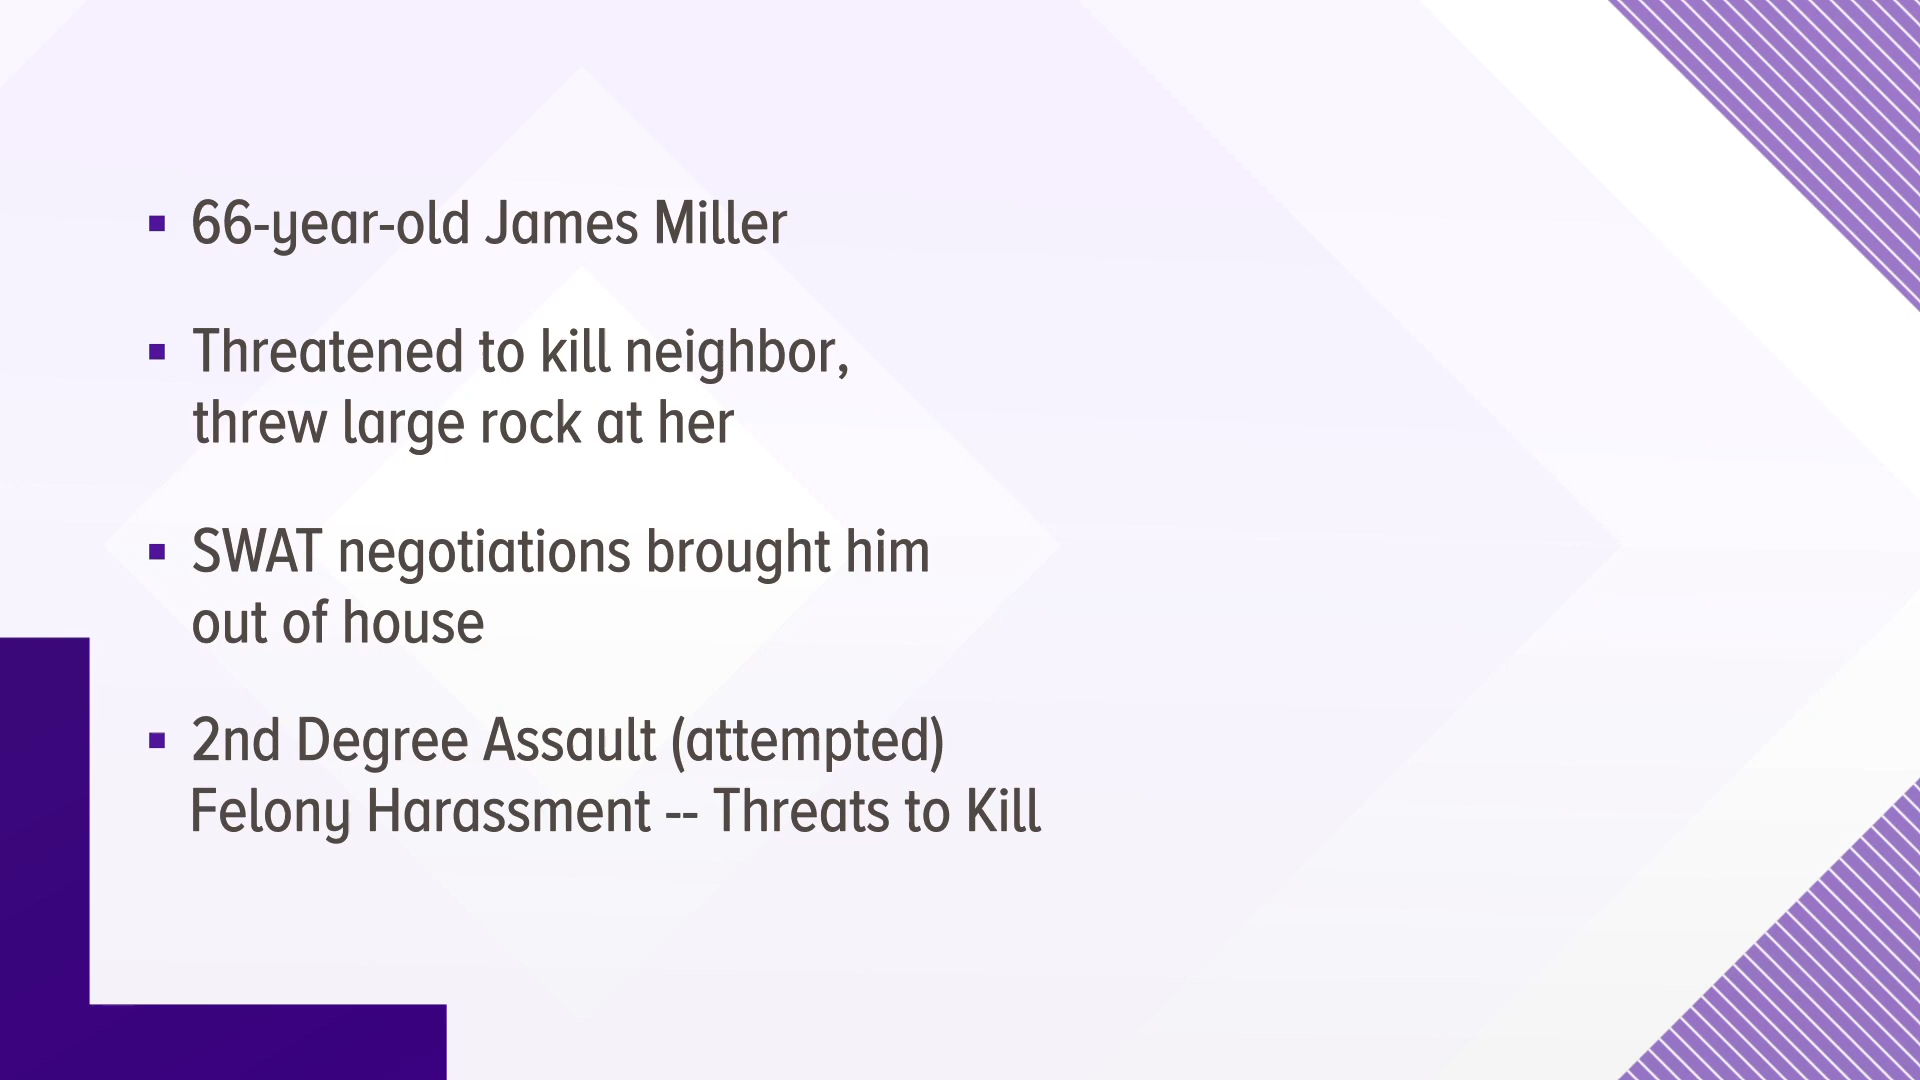 66-year-old James Miller
Threatened to kill neighbor,
threw large rock at her
SWAT negotiations brought him
out of house
2nd Degree Assault (attempted)
Felony Harassment -- Threats to Kill